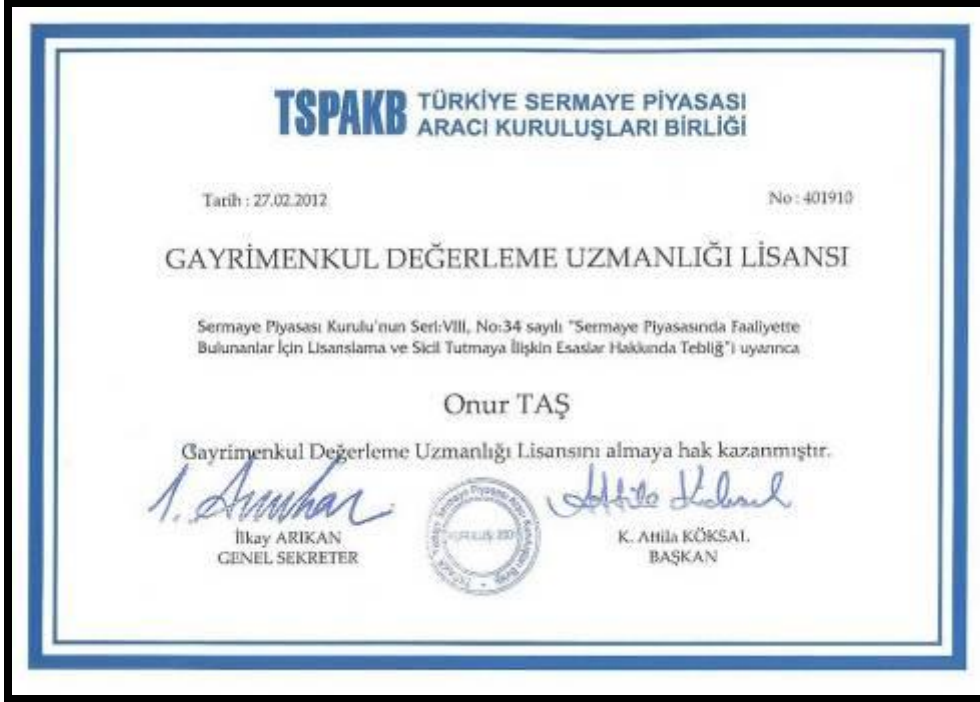 TSPAKB TÜRKİYE SERMAYE PİYASASI
ARACI KURULUŞLARI BİRLİĞİ
Tarih : 27.02.2012
No : 401910
GAYRİMENKUL DEĞERLEME UZMANLIĞI LİSANSI
Sermaye Piyasası Kurulu'nun Seri:VIII, No:34 sayılı "Sermaye Piyasasında Faaliyette
Bulunanlar İçin Lisanslama ve Sicil Tutmaya İlişkin Esaslar Hakkında Tebliğ"i uyarınca
Onur TAŞ
Gayrimenkul Değerleme Uzmanlığı Lisansını almaya hak kazanmıştır.
İlkay ARIKAN
GENEL SEKRETER
K. Attila KÖKSAL
BAŞKAN